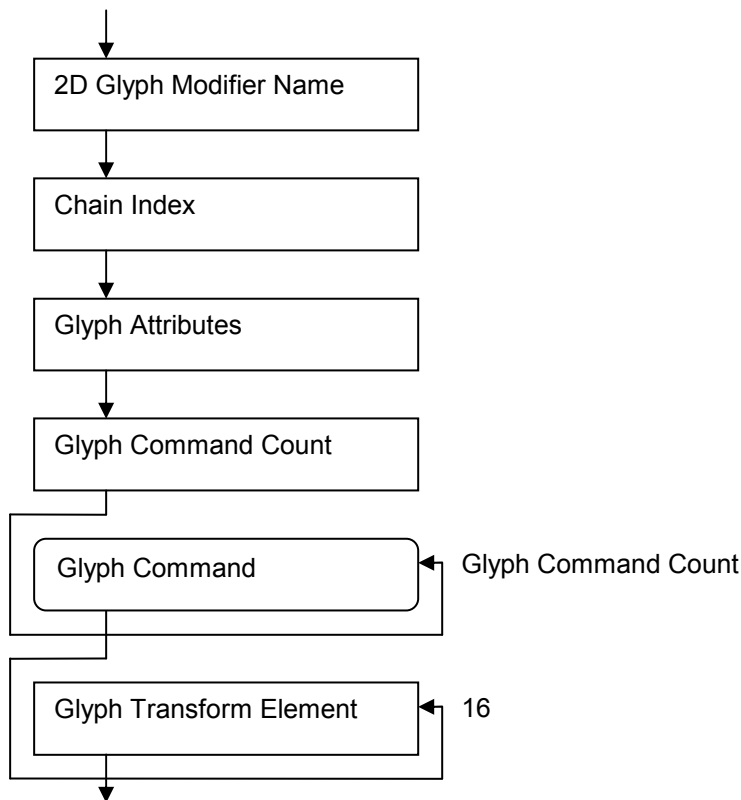 2D Glyph Modifier Name
Chain Index
Glyph Attributes
Glyph Command Count
Glyph Command
Glyph Command Count
Glyph Transform Element
16